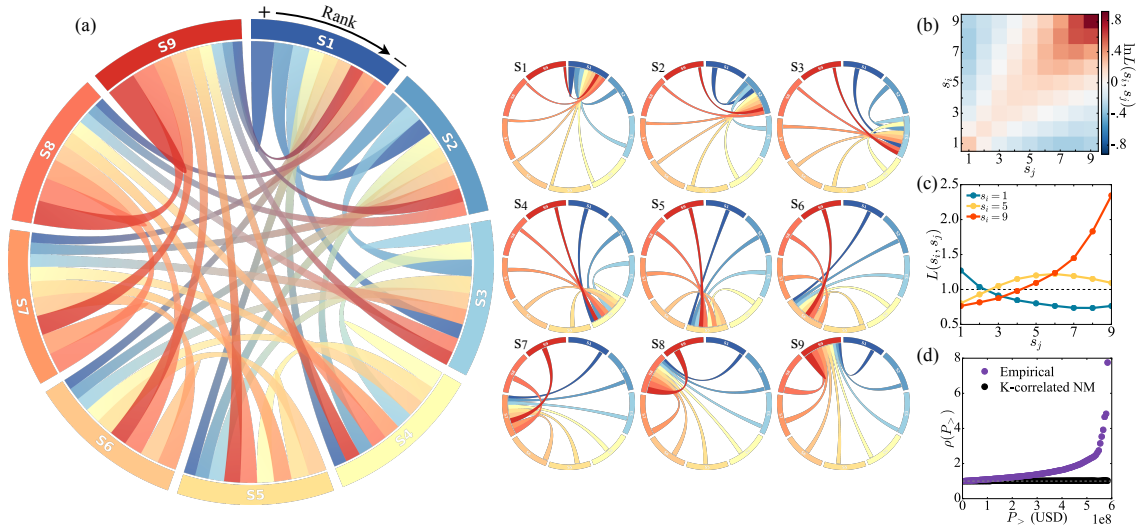 (a)
+
Rank
−
S1
S2
S3
S4
S5
S6
S7
S8
S9
S1
S2
S3
S4
S5
S6
S7
S8
S9
(b)
s_i
9
7
5
3
1
1 3 5 7 9
s_j
.8
.4
0
-.4
-.8
lnL(s_i, s_j)
(c)
L(s_i, s_j)
2.5
2.0
1.5
1.0
0.5
s_i = 1
s_i = 5
s_i = 9
1 3 5 7 9
s_j
(d)
ρ(P_>)
8
6
4
2
0
Empirical
K-correlated NM
0 1 2 3 4 5 6
P_> (USD)
1e8